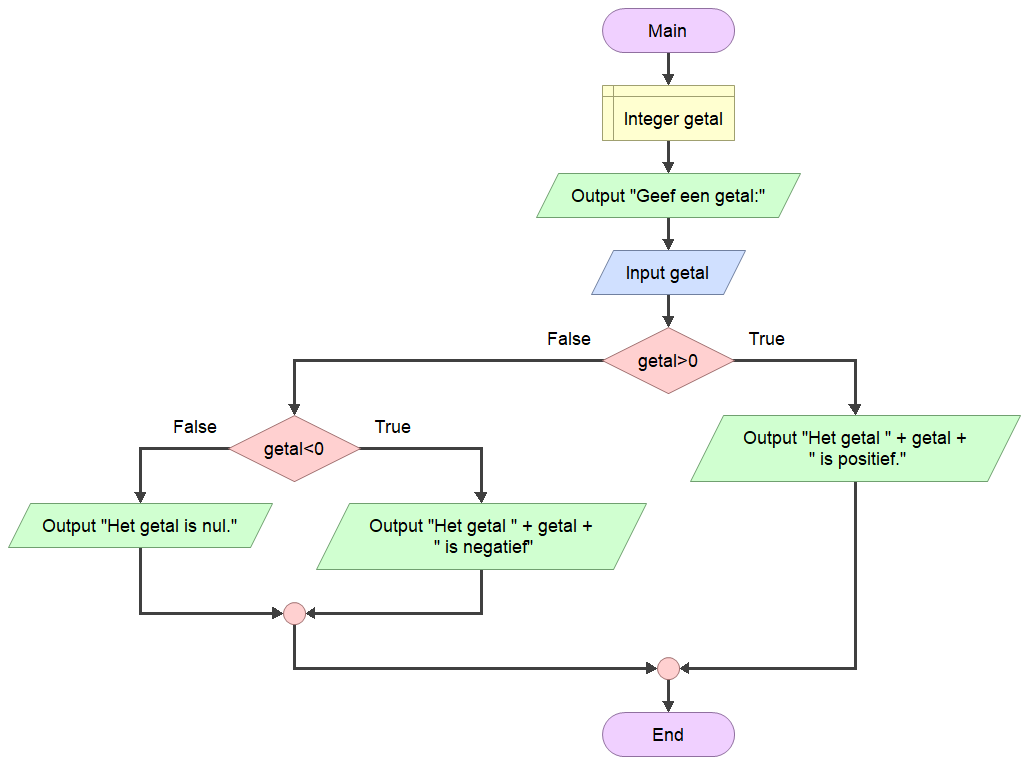 Main
Integer getal
Output "Geef een getal:"
Input getal
False
True
getal>0
False
True
getal<0
Output "Het getal " + getal +
" is positief."
Output "Het getal is nul."
Output "Het getal " + getal +
" is negatief"
End